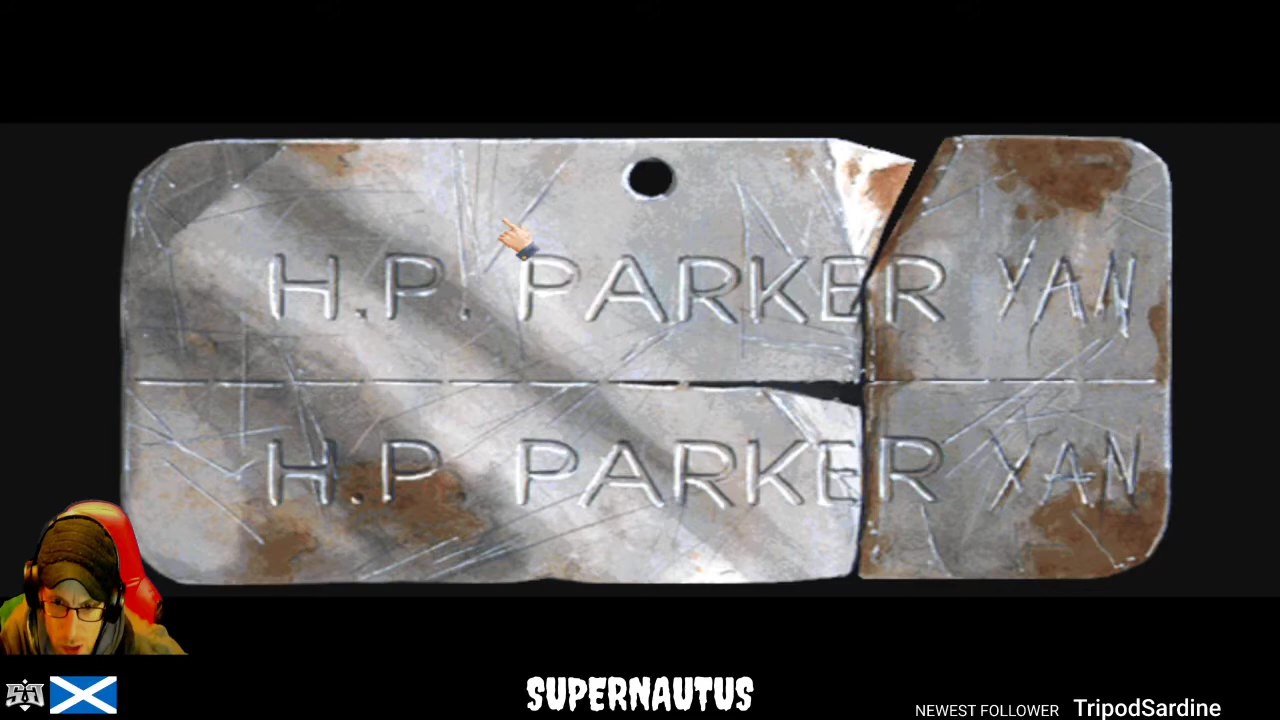 H.P. PARKER YAN
H.P PARKER YAN
SUPERNAUTUS
NEWEST FOLLOWER TripodSardine